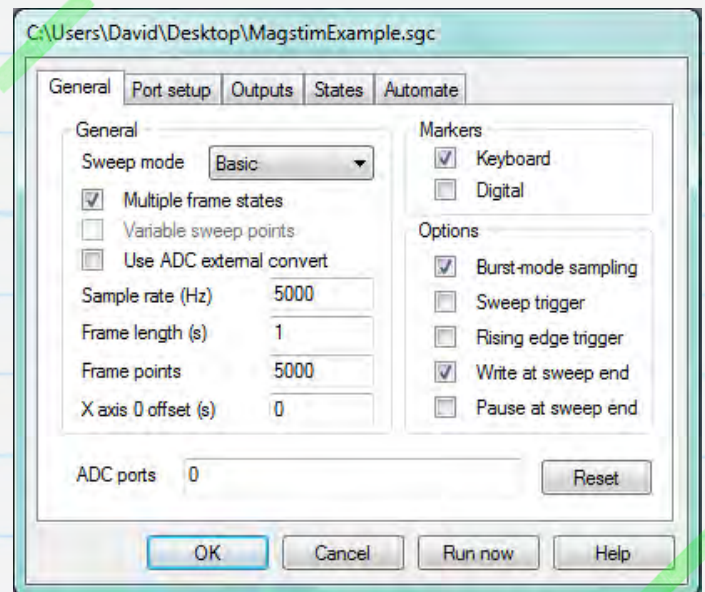 C:\Users\David\Desktop\MagstimExample.sgc
General Port setup Outputs States Automate
General
Sweep mode Basic
Multiple frame states
Variable sweep points
Use ADC external convert
Sample rate (Hz) 5000
Frame length (s) 1
Frame points 5000
X axis 0 offset (s) 0
Markers
Keyboard
Digital
Options
Burst-mode sampling
Sweep trigger
Rising edge trigger
Write at sweep end
Pause at sweep end
ADC ports 0
Reset
OK Cancel Run now Help